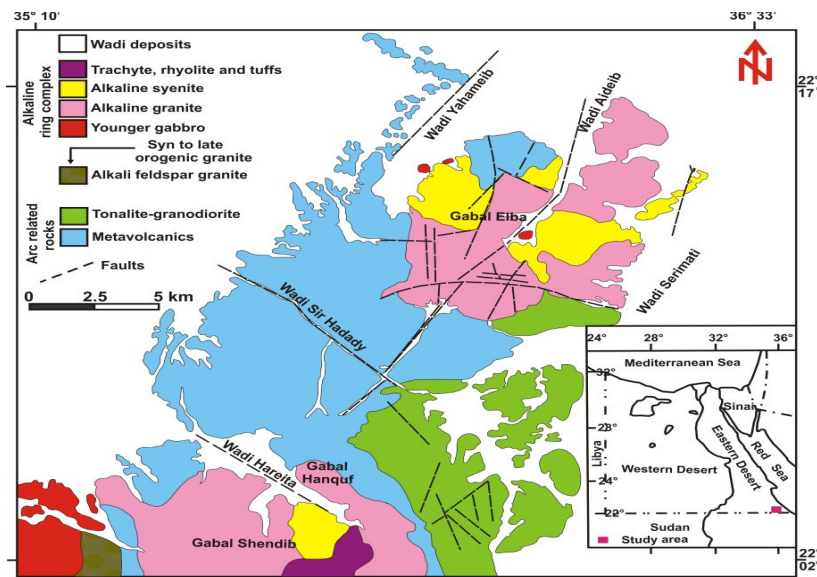 35° 10'
36° 33'
Wadi deposits
Trachyte, rhyolite and tuffs
Alkaline syenite
Alkaline granite
Younger gabbro
Alkaline
ring complex
Syn to late
orogenic granite
Alkali feldspar granite
Tonalite-granodiorite
Metavolcanics
Arc related
rocks
Faults
0 2.5 5 km
N
22°
17'
Wadi Yahameib
Wadi Aideib
Gabal Elba
Wadi Serimati
Wadi Sir Hadady
Wadi Hareita
Gabal
Hanquf
Gabal Shendib
24° 28° 32° 36°
Mediterranean Sea
Sinai
Libya
Western Desert
Eastern Desert
Red Sea
24°
22°
Sudan
Study area
22°
02'